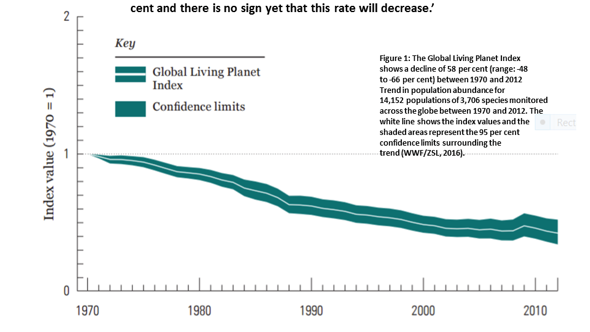 cent and there is no sign yet that this rate will decrease.’
2
Key
Global Living Planet
Index
Confidence limits
Figure 1: The Global Living Planet Index
shows a decline of 58 per cent (range: -48
to -66 per cent) between 1970 and 2012
Trend in population abundance for
14,152 populations of 3,706 species monitored
across the globe between 1970 and 2012. The
white line shows the index values and the
shaded areas represent the 95 per cent
confidence limits surrounding the
trend (WWF/ZSL, 2016).
Rect
Index value (1970 = 1)
1
0
1970
1980
1990
2000
2010